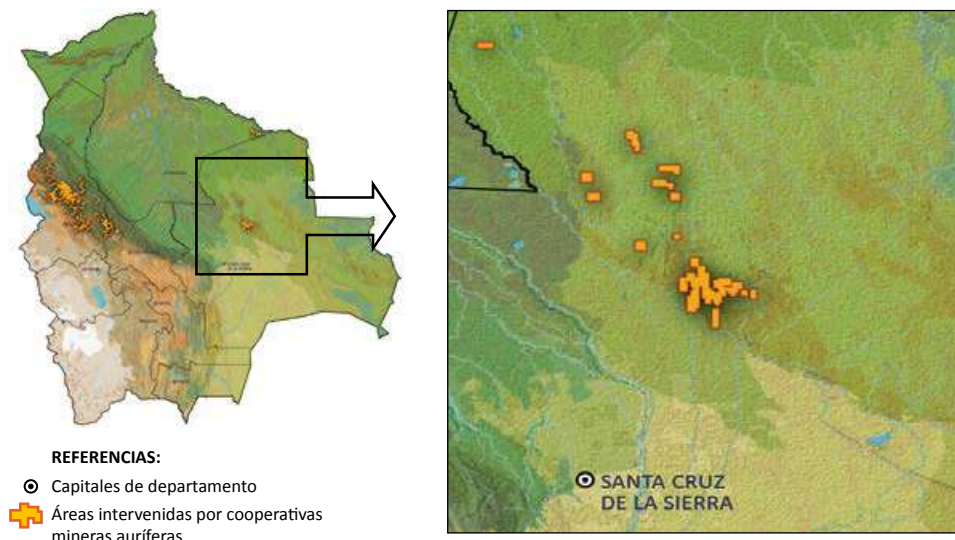 REFERENCIAS:
Capitales de departamento
Áreas intervenidas por cooperativas
mineras auríferas
SANTA CRUZ
DE LA SIERRA